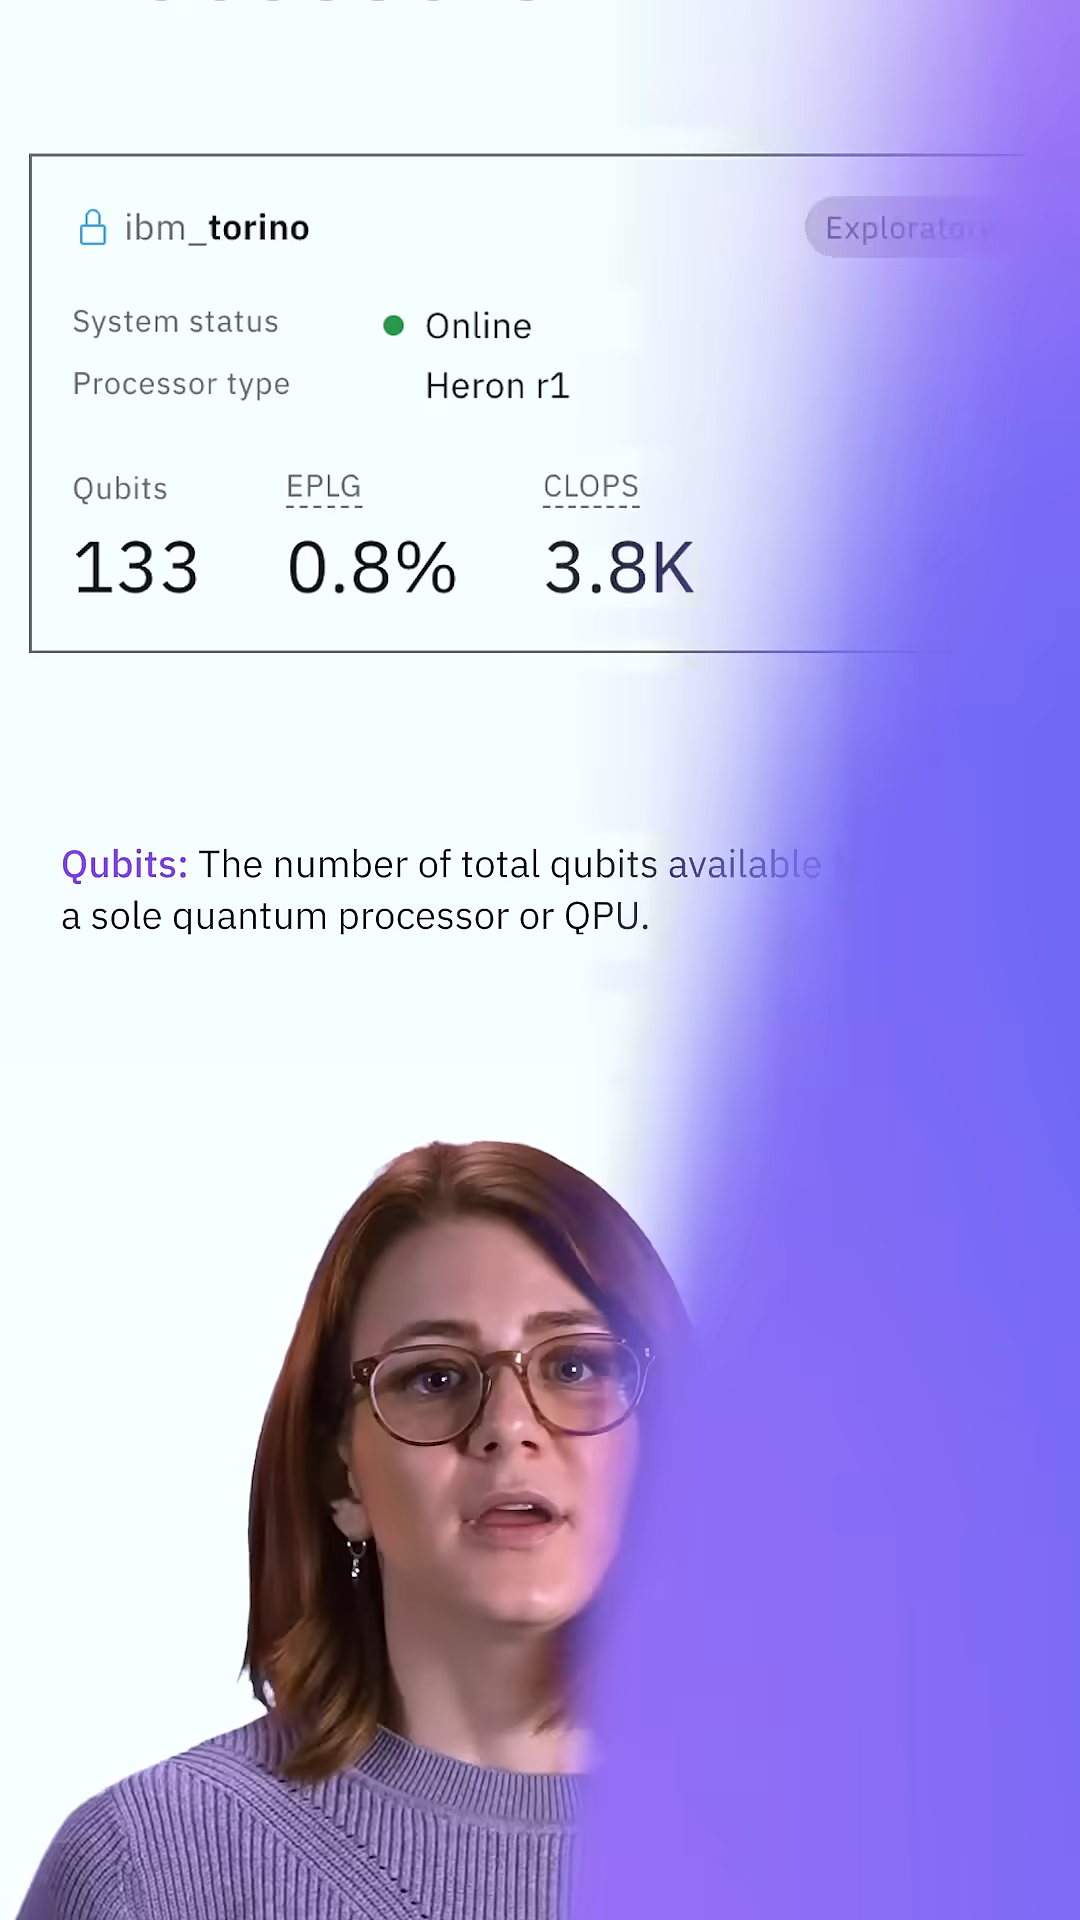 ibm_torino
Exploratory
System status
Online
Processor type
Heron r1
Qubits
EPLG
CLOPS
133
0.8%
3.8K
Qubits: The number of total qubits available
a sole quantum processor or QPU.